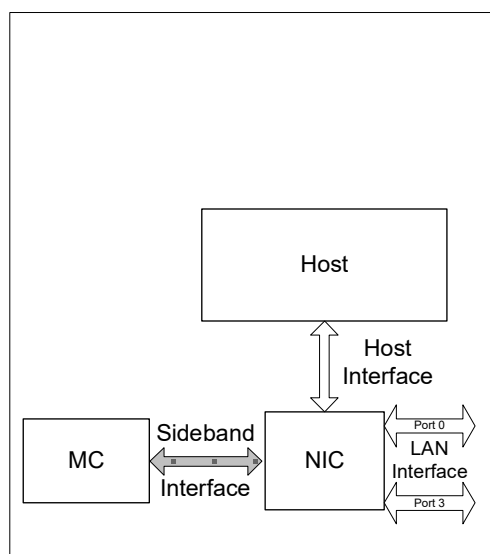 Host
Host
Interface
Sideband
Interface
MC
NIC
Port 0
LAN
Interface
Port 3